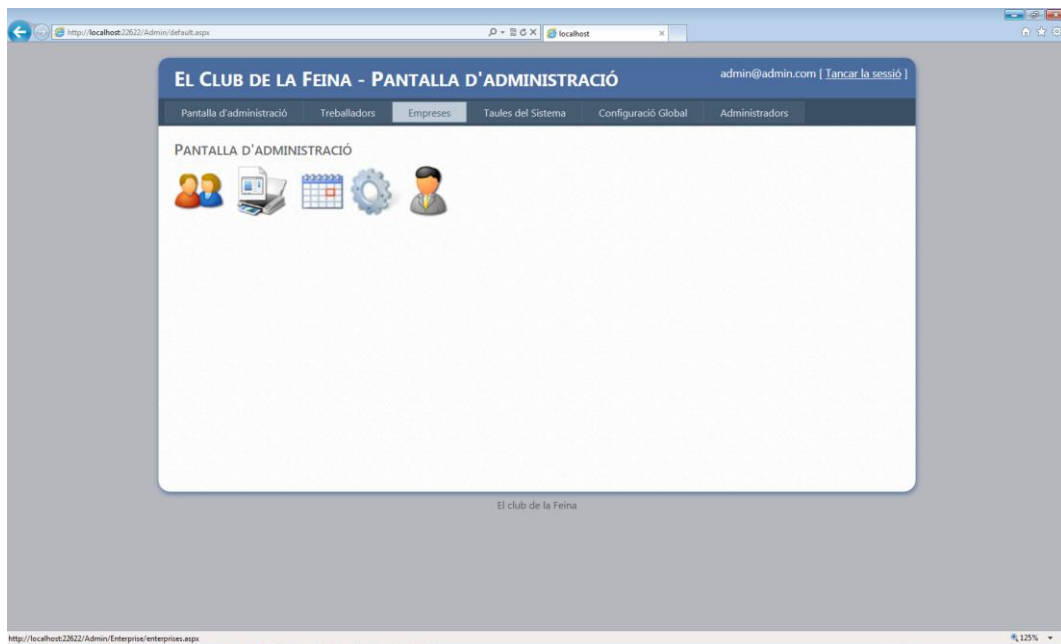 http://localhost:22622/Admin/default.aspx
localhost
EL CLUB DE LA FEINA - PANTALLA D'ADMINISTRACIÓ
admin@admin.com [ Tancar la sessió ]
Pantalla d'administració Treballadors Empreses Taules del Sistema Configuració Global Administradors
PANTALLA D'ADMINISTRACIÓ
El club de la Feina
http://localhost:22622/Admin/Enterprise/enterprises.aspx
125%